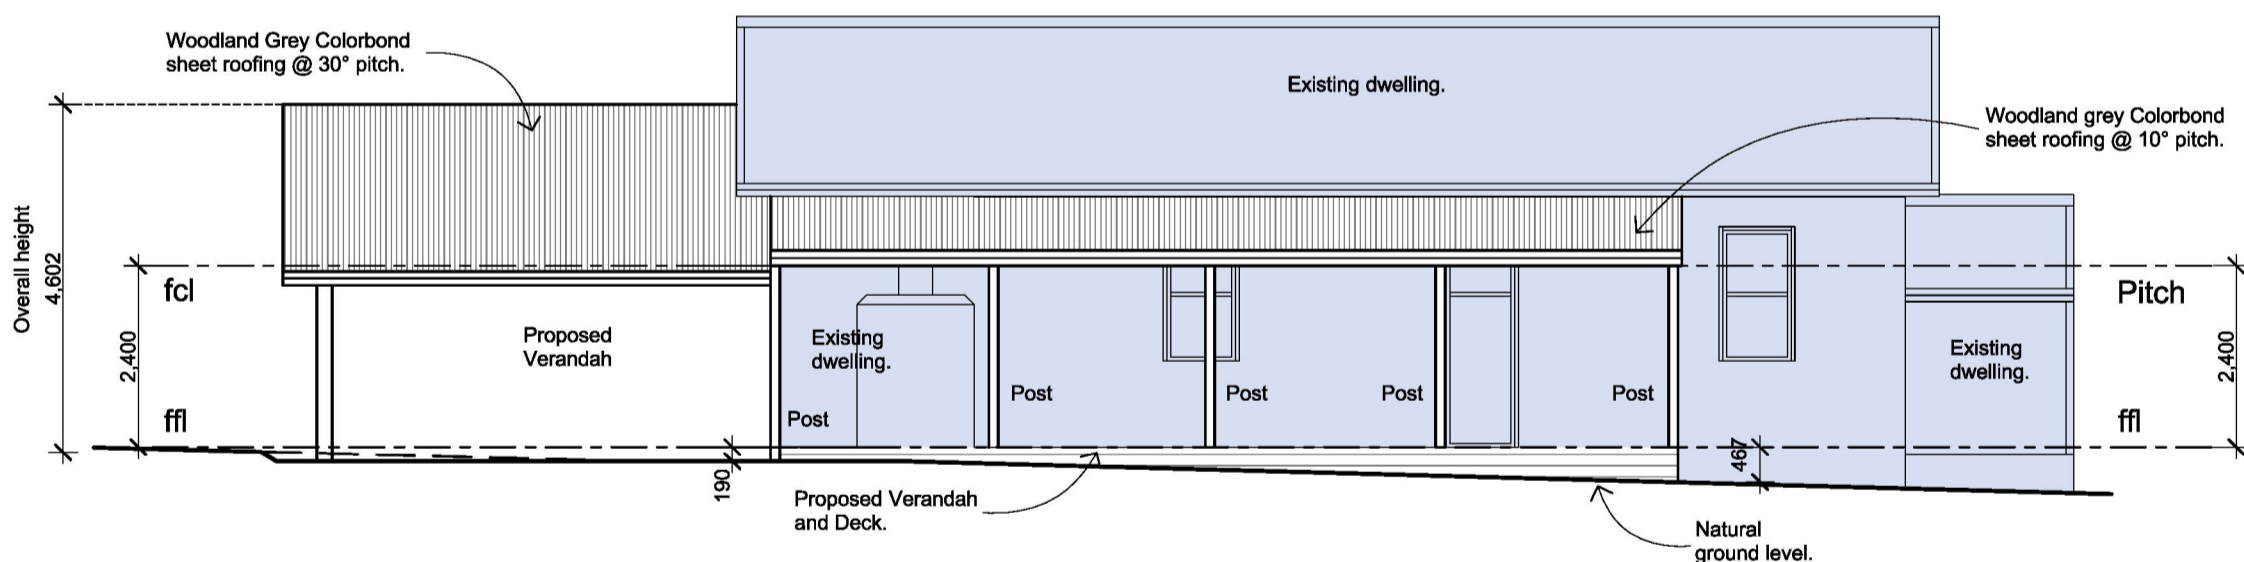 Woodland Grey Colorbond
sheet roofing @ 30° pitch.
Existing dwelling.
Woodland grey Colorbond
sheet roofing @ 10° pitch.
Overall height
4,602
2,400
fcl
ffl
Proposed
Verandah
Existing
dwelling.
Post
Post
Post
Post
Post
Existing
dwelling.
Pitch
ffl
2,400
190
467
Proposed Verandah
and Deck.
Natural
ground level.